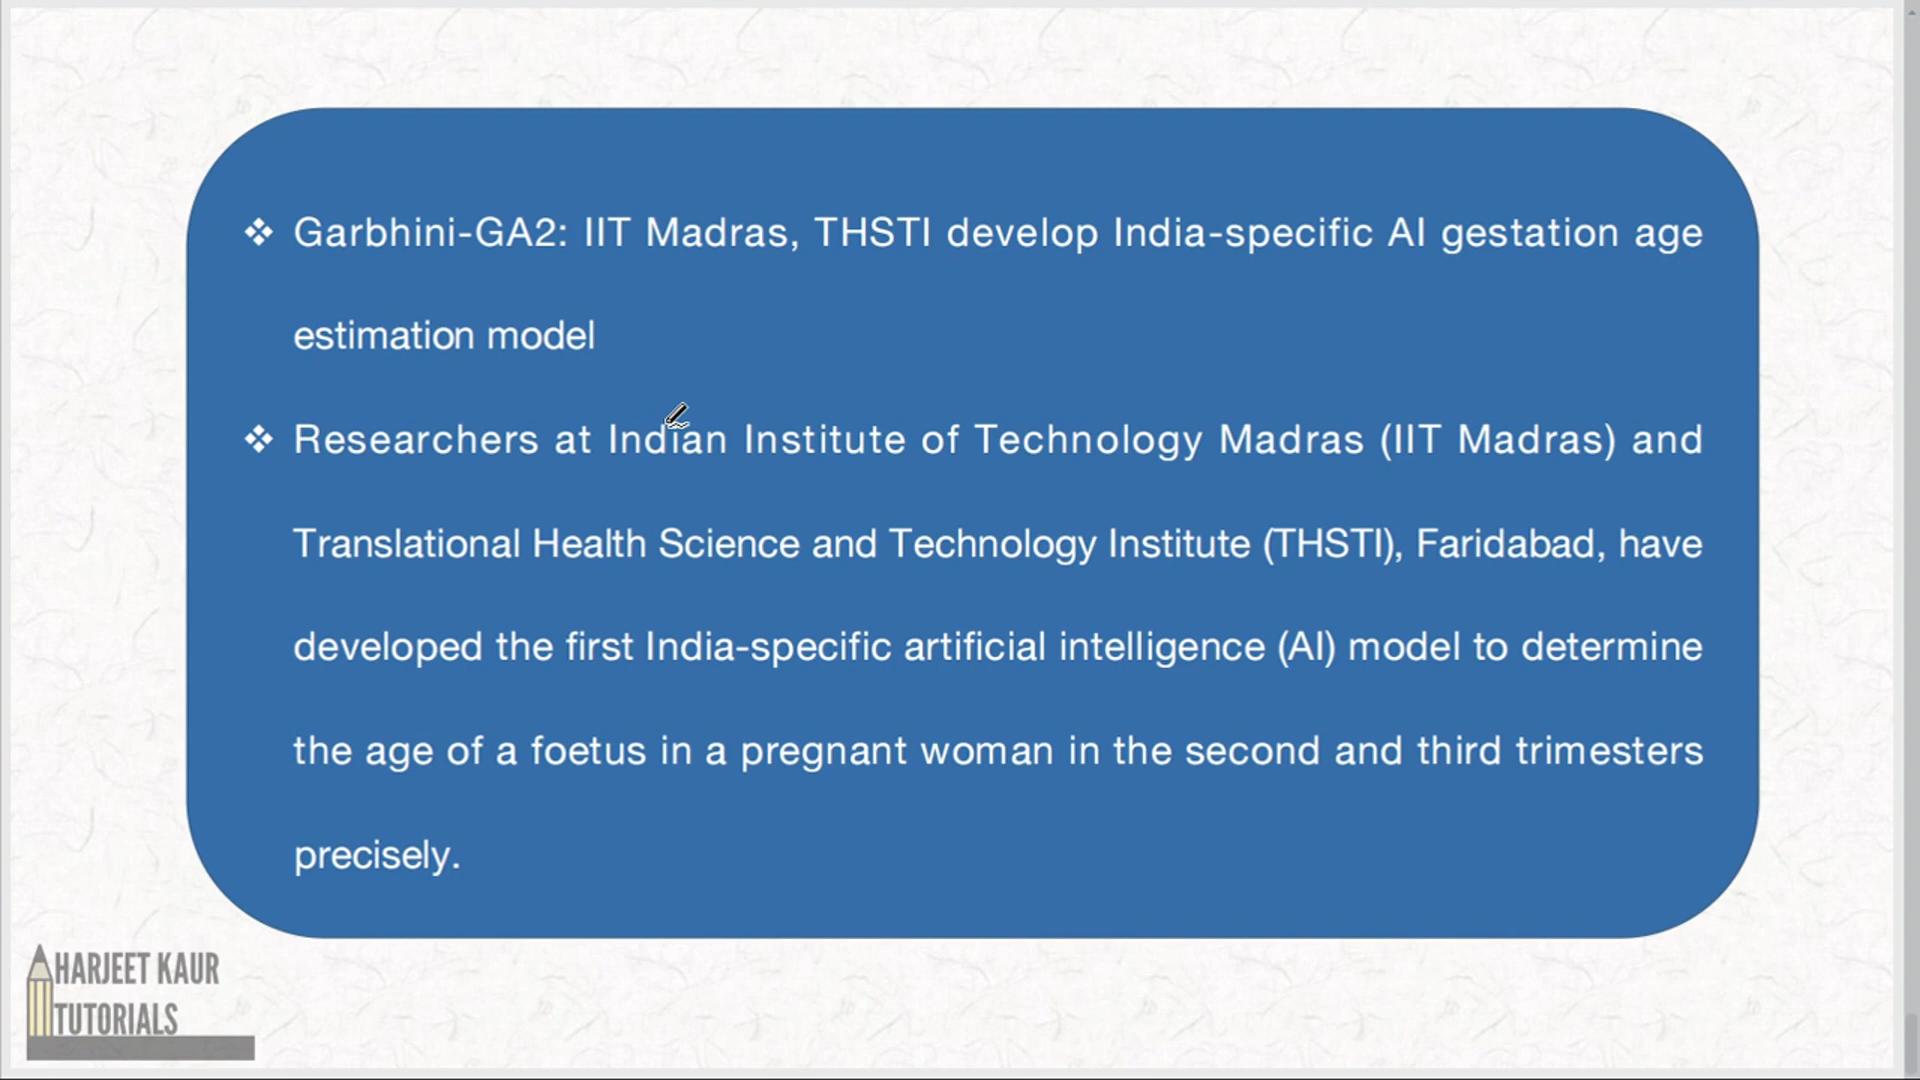 ❖ Garbhini-GA2: IIT Madras, THSTI develop India-specific AI gestation age
estimation model
❖ Researchers at Indian Institute of Technology Madras (IIT Madras) and
Translational Health Science and Technology Institute (THSTI), Faridabad, have
developed the first India-specific artificial intelligence (AI) model to determine
the age of a foetus in a pregnant woman in the second and third trimesters
precisely.
HARJEET KAUR
TUTORIALS